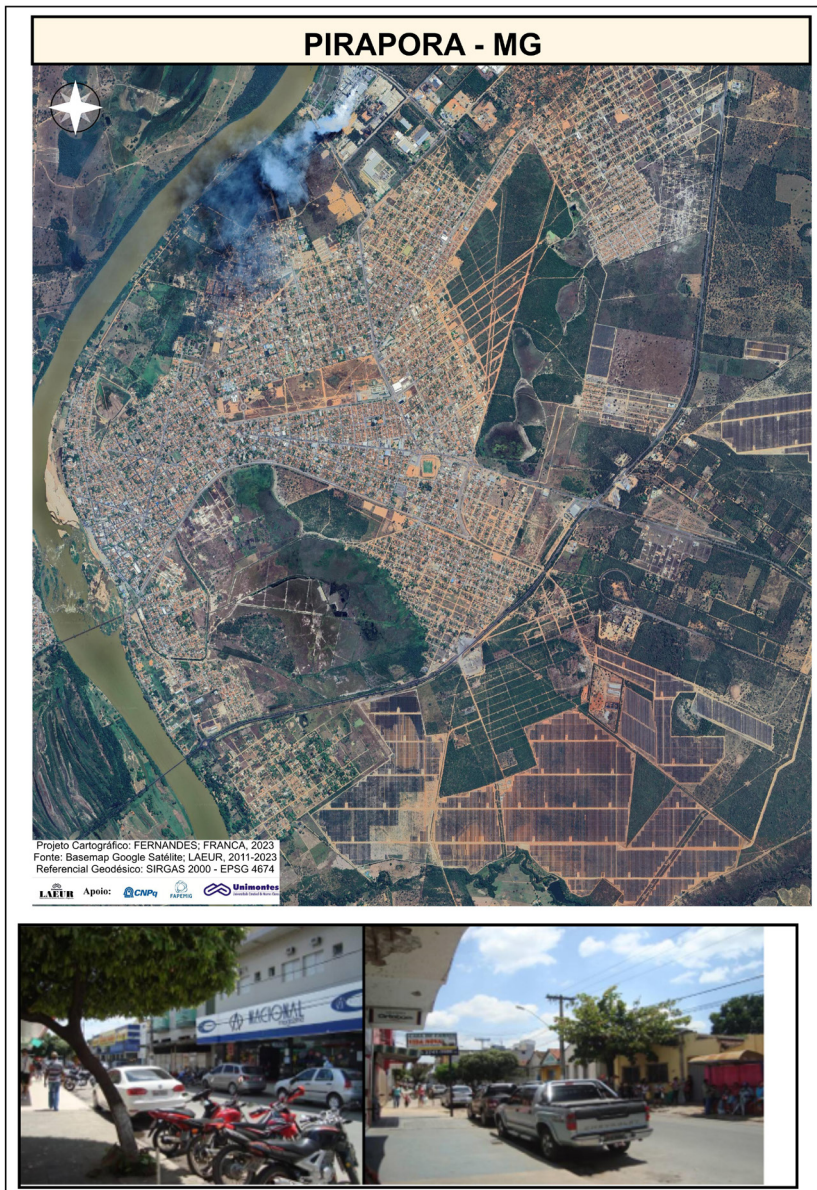 PIRAPORA - MG
Projeto Cartográfico: FERNANDES; FRANCA, 2023
Fonte: Basemap Google Satélite; LAEUR, 2011-2023
Referencial Geodésico: SIRGAS 2000 - EPSG 4674
LAEUR Apoio: CNPq FAPEMIG Unimontes
NACIONAL
CHEVROLET